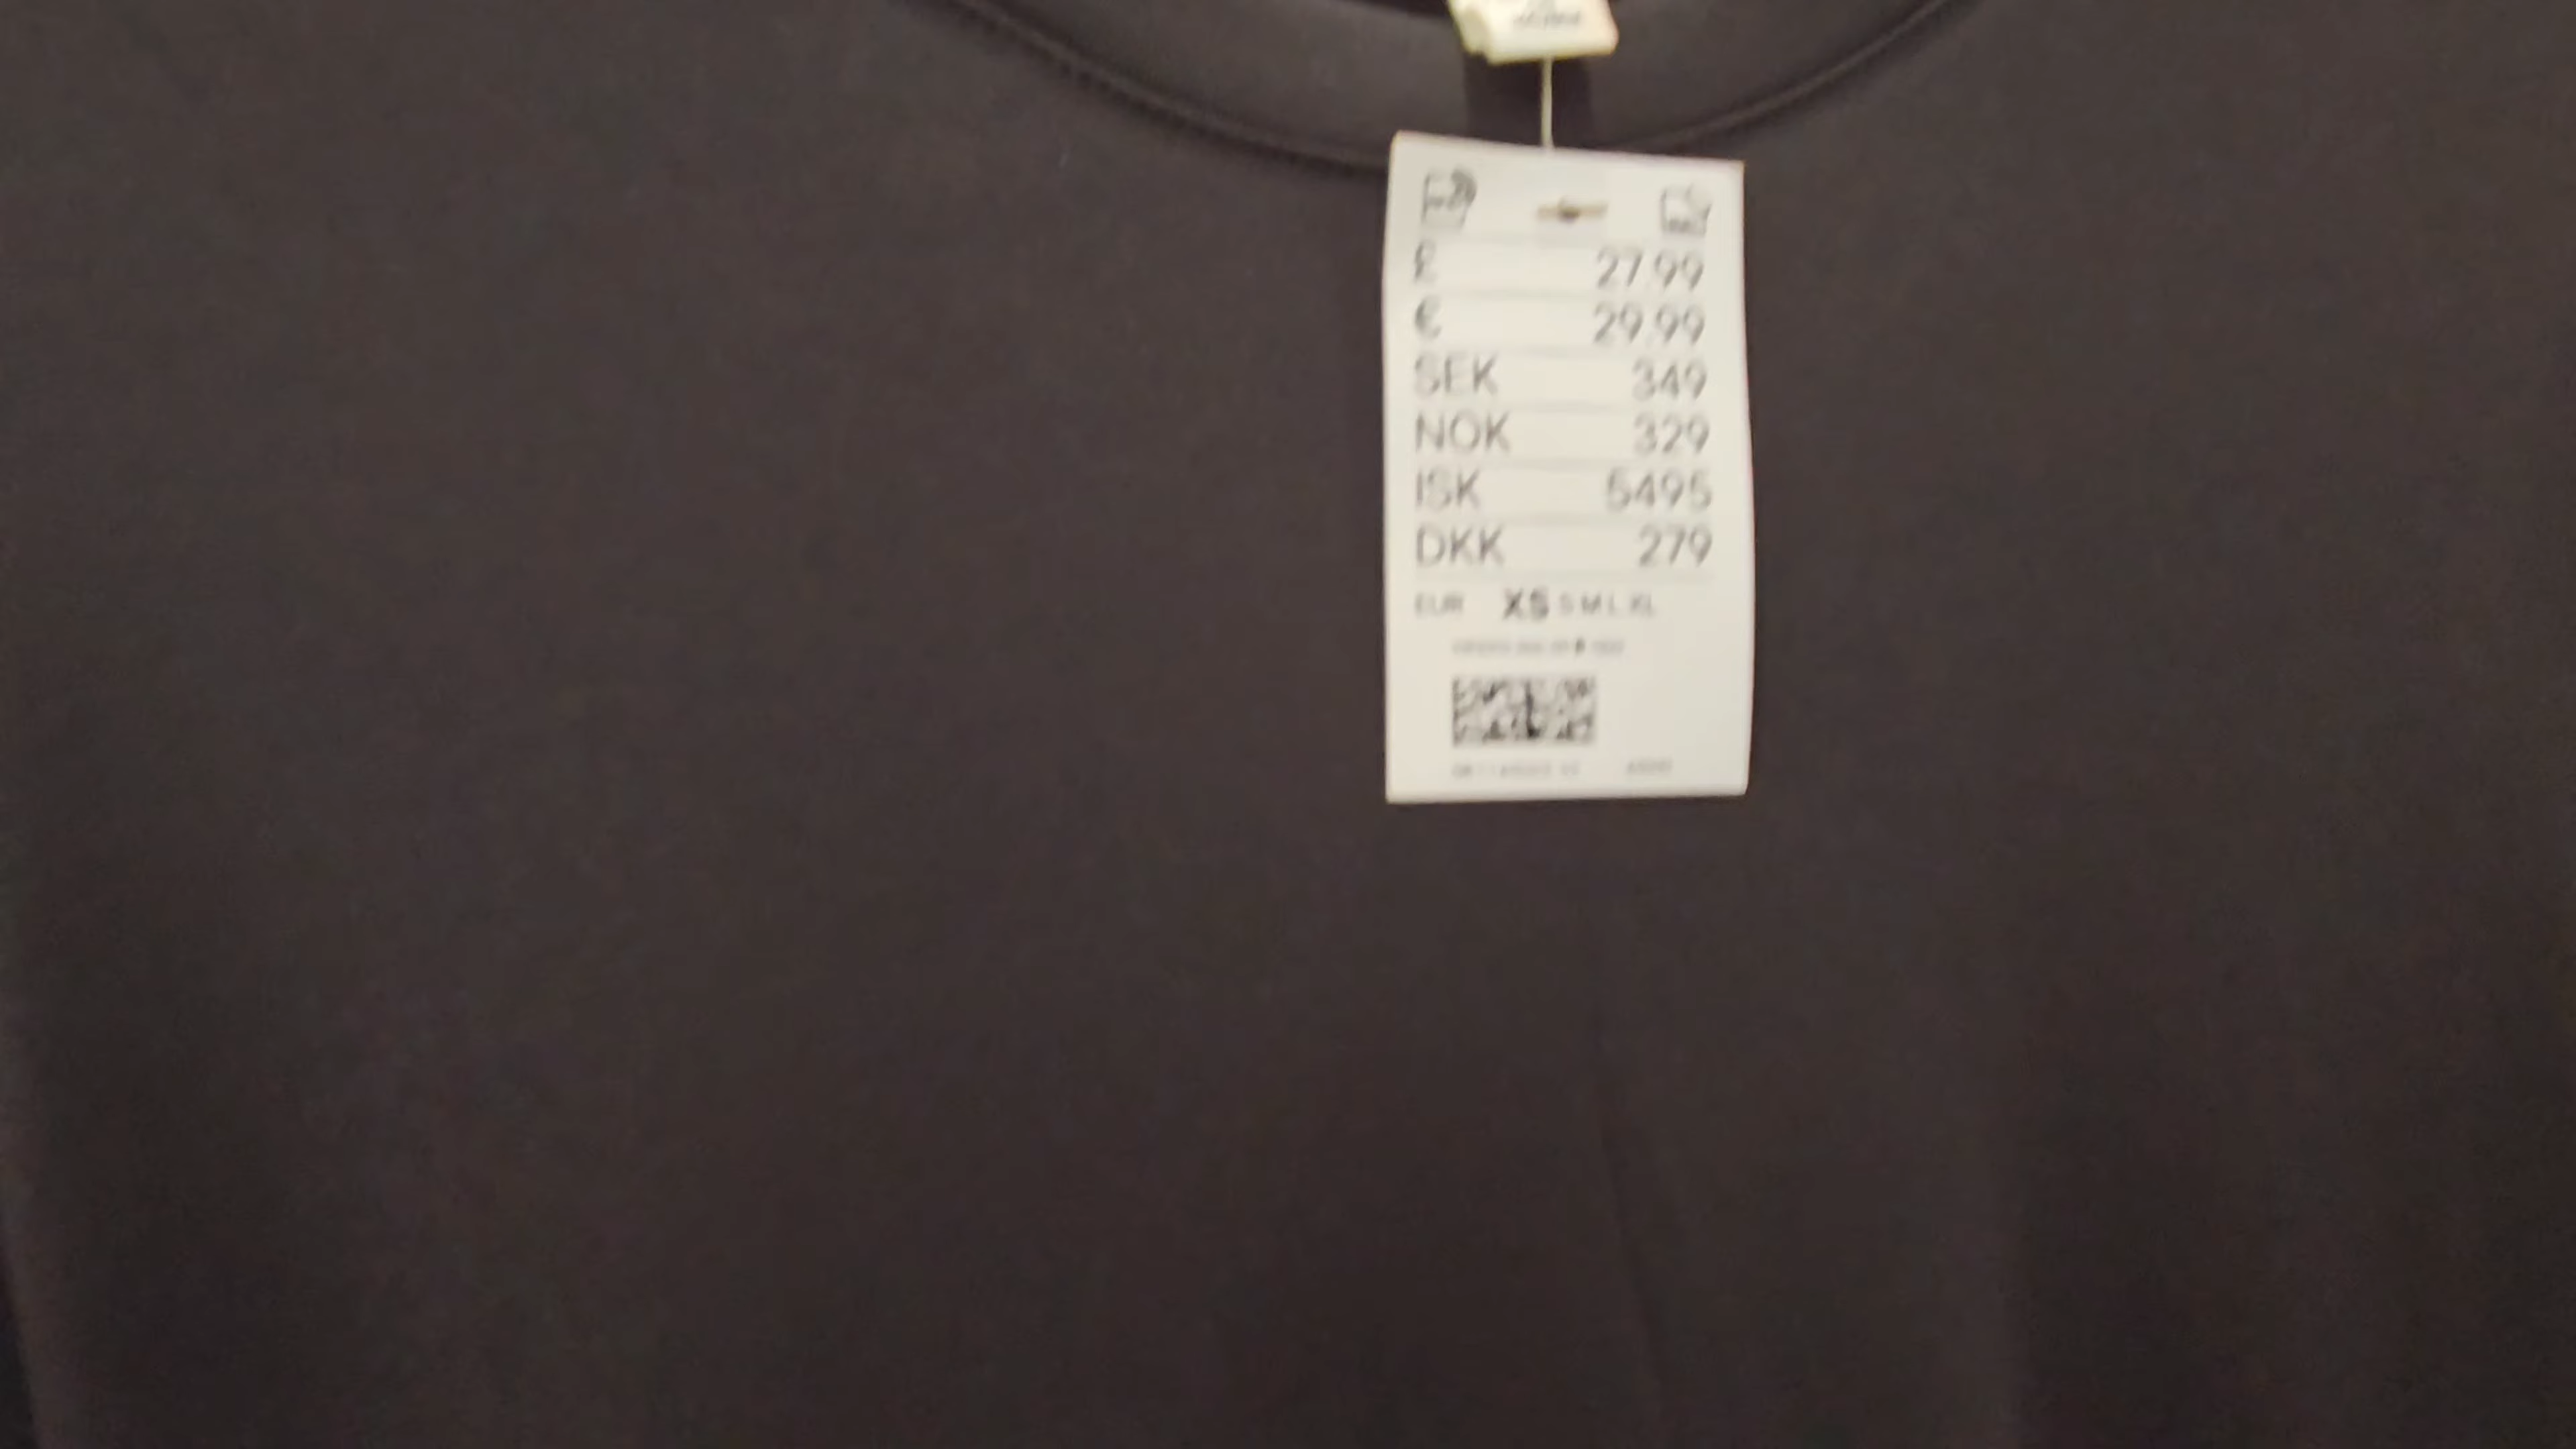 £ 27.99
€ 29.99
SEK 349
NOK 329
ISK 5495
DKK 279
EUR XS S M L XL